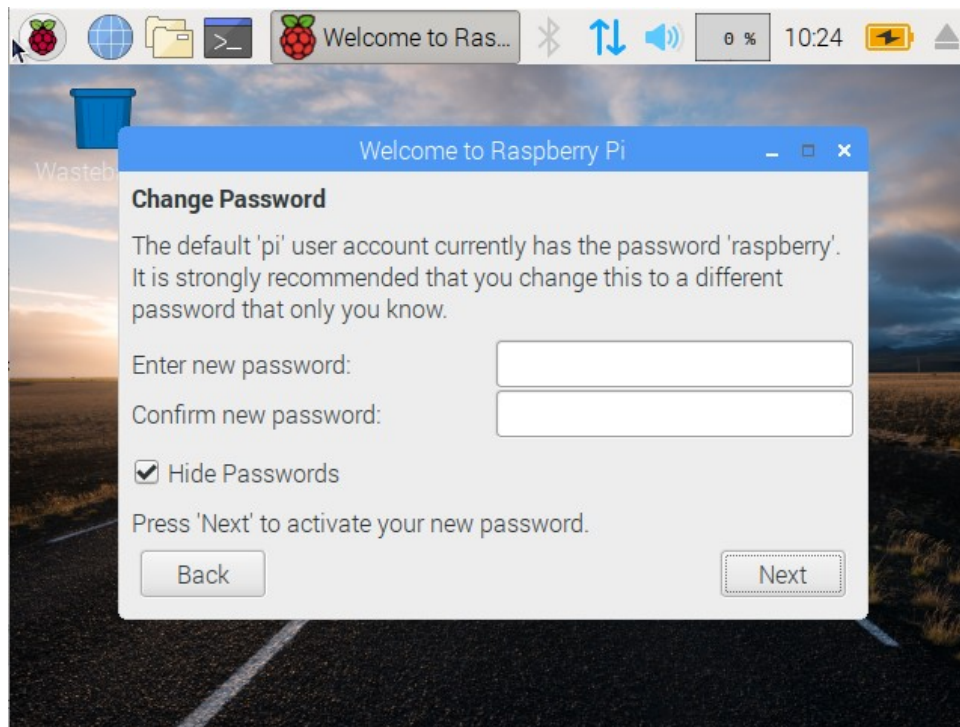 Welcome to Ras...
0 %
10:24
Welcome to Raspberry Pi
Change Password
The default 'pi' user account currently has the password 'raspberry'.
It is strongly recommended that you change this to a different
password that only you know.
Enter new password:
Confirm new password:
Hide Passwords
Press 'Next' to activate your new password.
Back
Next